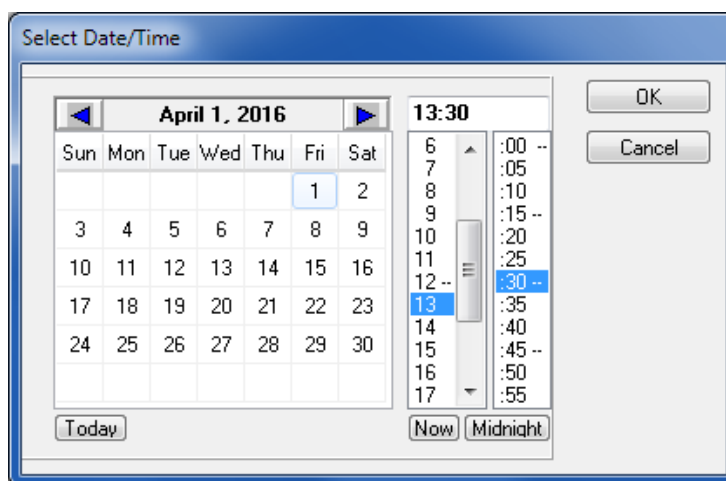 Select Date/Time
April 1, 2016
Sun Mon Tue Wed Thu Fri Sat
1 2
3 4 5 6 7 8 9
10 11 12 13 14 15 16
17 18 19 20 21 22 23
24 25 26 27 28 29 30
Today
13:30
6
7
8
9
10
11
12 --
13
14
15
16
17
:00 --
:05
:10
:15 --
:20
:25
:30 --
:35
:40
:45 --
:50
:55
Now Midnight
OK
Cancel